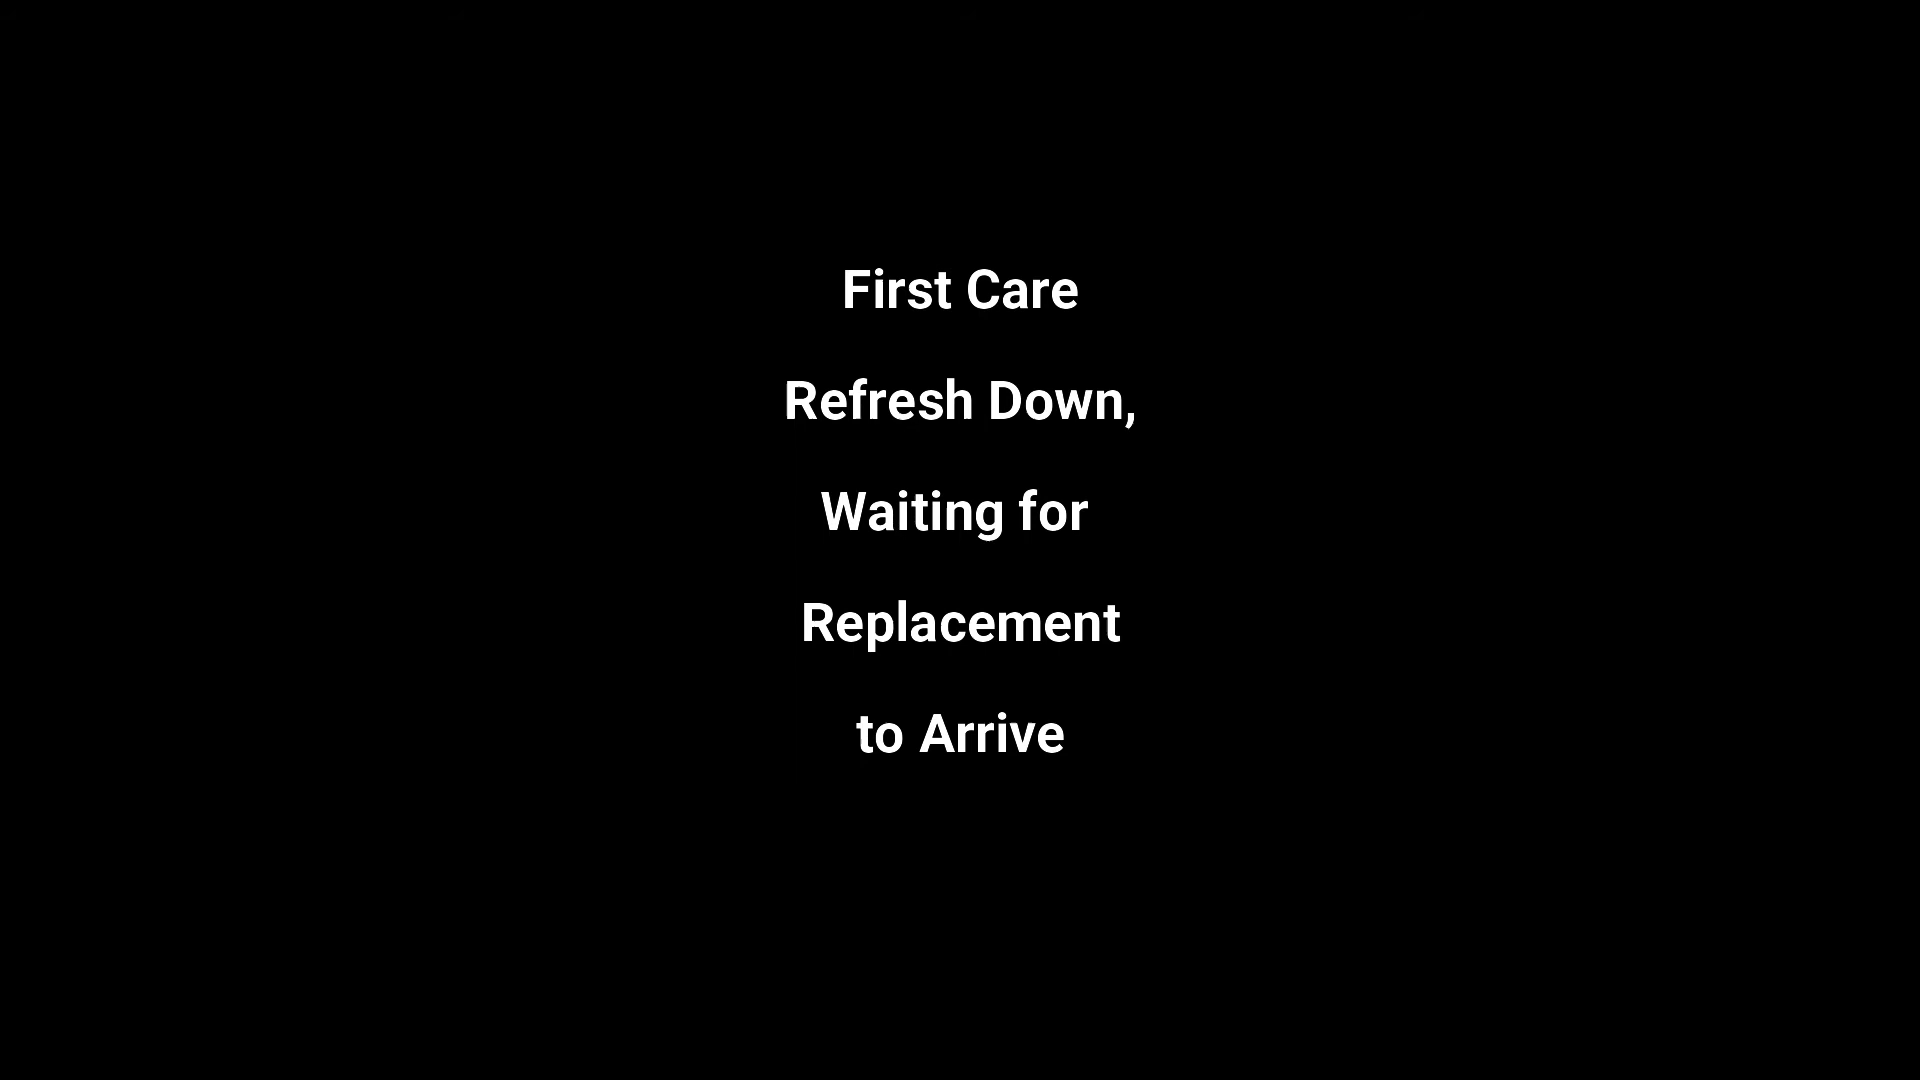 First Care
Refresh Down,
Waiting for
Replacement
to Arrive